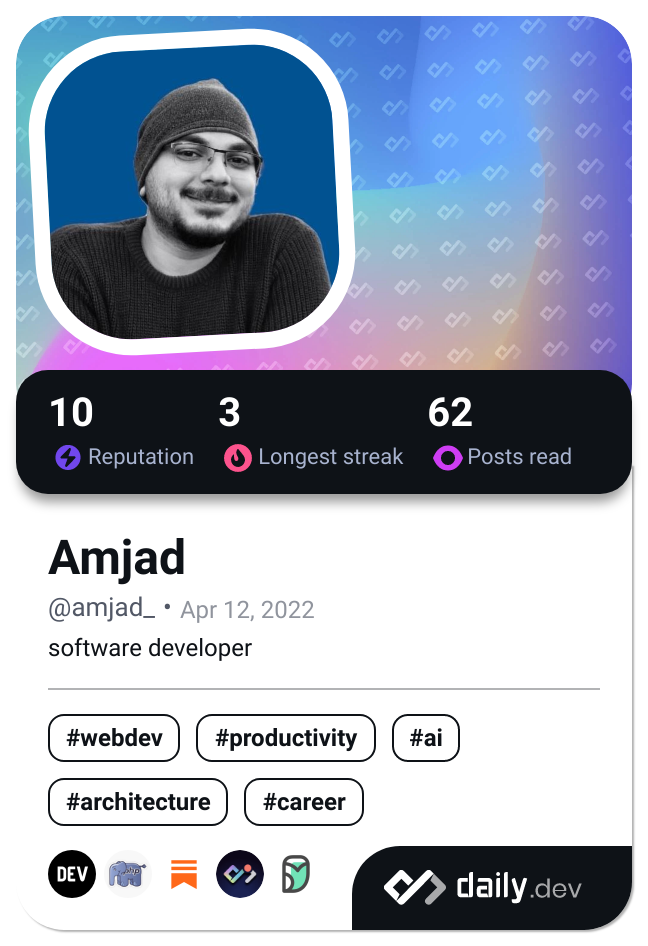 10 3 62
Reputation Longest streak Posts read
Amjad
@amjad_ • Apr 12, 2022
software developer
#webdev #productivity #ai
#architecture #career
DEV php
daily.dev